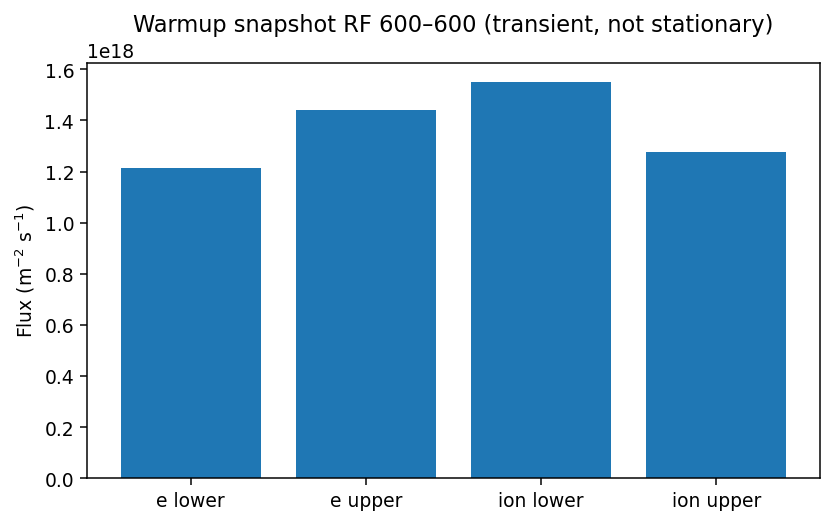 Warmup snapshot RF 600–600 (transient, not stationary)
1e18
1.6
1.4
1.2
1.0
0.8
0.6
0.4
0.2
0.0
Flux (m⁻² s⁻¹)
e lower e upper ion lower ion upper